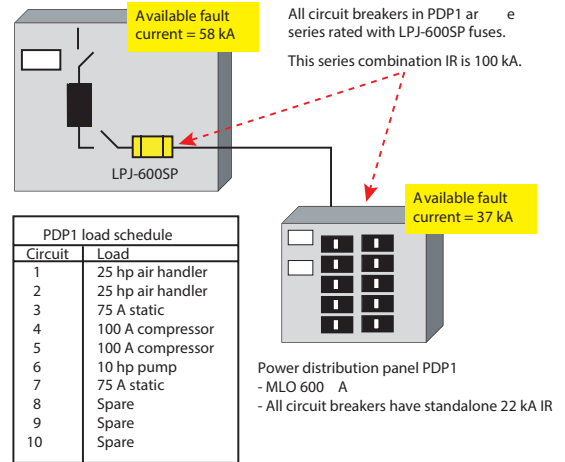 Available fault
current = 58 kA
All circuit breakers in PDP1 ar e
series rated with LPJ-600SP fuses.
This series combination IR is 100 kA.
LPJ-600SP
Available fault
current = 37 kA
PDP1 load schedule
Circuit Load
1 25 hp air handler
2 25 hp air handler
3 75 A static
4 100 A compressor
5 100 A compressor
6 10 hp pump
7 75 A static
8 Spare
9 Spare
10 Spare
Power distribution panel PDP1
- MLO 600 A
- All circuit breakers have standalone 22 kA IR